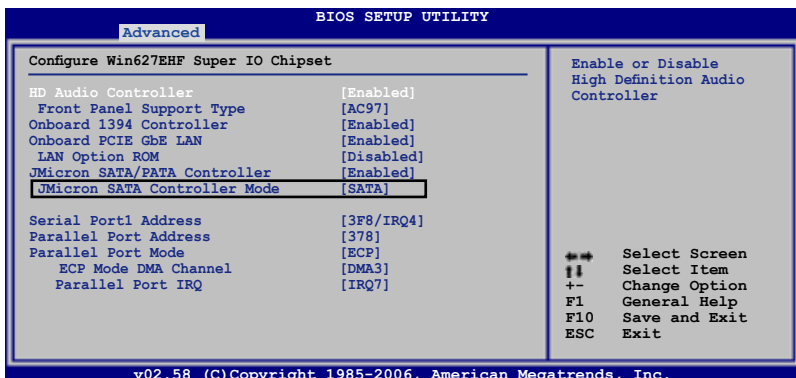 BIOS SETUP UTILITY
Advanced
Configure Win627EHF Super IO Chipset
HD Audio Controller [Enabled]
Front Panel Support Type [AC97]
Onboard 1394 Controller [Enabled]
Onboard PCIE GbE LAN [Enabled]
LAN Option ROM [Disabled]
JMicron SATA/PATA Controller [Enabled]
JMicron SATA Controller Mode [SATA]
Serial Port1 Address [3F8/IRQ4]
Parallel Port Address [378]
Parallel Port Mode [ECP]
ECP Mode DMA Channel [DMA3]
Parallel Port IRQ [IRQ7]
Enable or Disable
High Definition Audio
Controller
Select Screen
Select Item
+- Change Option
F1 General Help
F10 Save and Exit
ESC Exit
v02.58 (C)Copyright 1985-2006, American Megatrends, Inc.